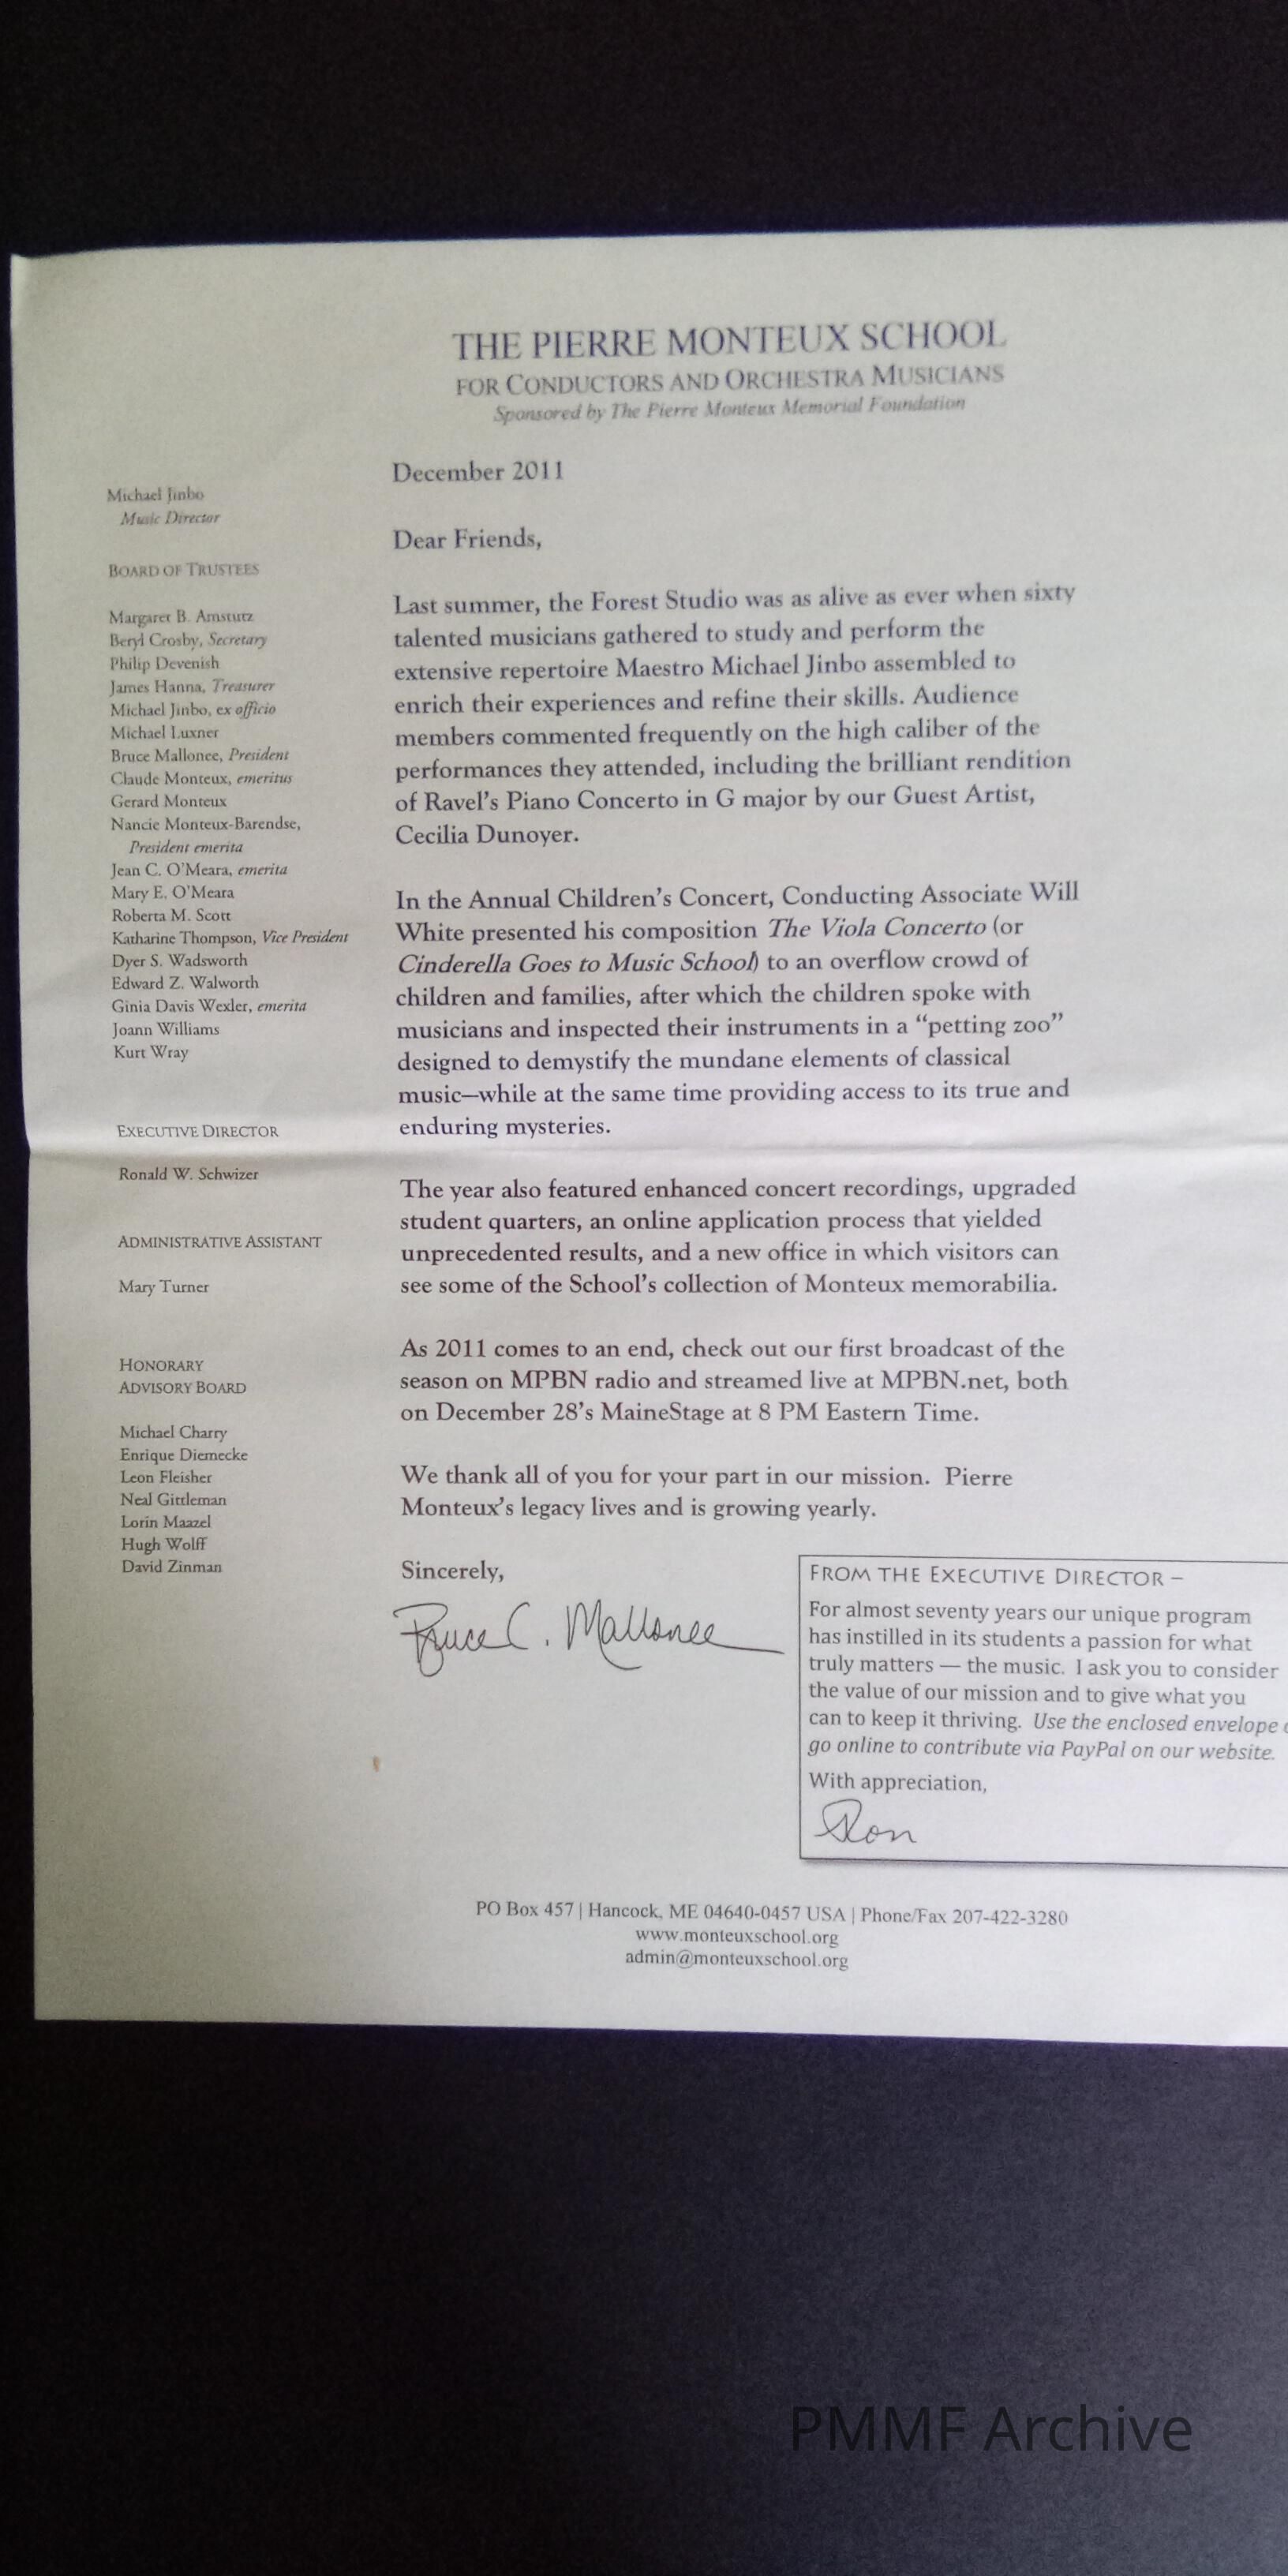 THE PIERRE MONTEUX SCHOOL
FOR CONDUCTORS AND ORCHESTRA MUSICIANS
Sponsored by The Pierre Monteux Memorial Foundation
Michael Jinbo
Music Director
BOARD OF TRUSTEES
Margaret B. Amstutz
Beryl Crosby, Secretary
Philip Devenish
James Hanna, Treasurer
Michael Jinbo, ex officio
Michael Luxner
Bruce Mallonee, President
Claude Monteux, emeritus
Gerard Monteux
Nancie Monteux-Barendse,
President emerita
Jean C. O'Meara, emerita
Mary E. O'Meara
Roberta M. Scott
Katharine Thompson, Vice President
Dyer S. Wadsworth
Edward Z. Walworth
Ginia Davis Wexler, emerita
Joann Williams
Kurt Wray
EXECUTIVE DIRECTOR
Ronald W. Schwizer
ADMINISTRATIVE ASSISTANT
Mary Turner
HONORARY
ADVISORY BOARD
Michael Charry
Enrique Diemecke
Leon Fleisher
Neal Gittleman
Lorin Maazel
Hugh Wolff
David Zinman
December 2011
Dear Friends,
Last summer, the Forest Studio was as alive as ever when sixty
talented musicians gathered to study and perform the
extensive repertoire Maestro Michael Jinbo assembled to
enrich their experiences and refine their skills. Audience
members commented frequently on the high caliber of the
performances they attended, including the brilliant rendition
of Ravel's Piano Concerto in G major by our Guest Artist,
Cecilia Dunoyer.
In the Annual Children's Concert, Conducting Associate Will
White presented his composition The Viola Concerto (or
Cinderella Goes to Music School) to an overflow crowd of
children and families, after which the children spoke with
musicians and inspected their instruments in a “petting zoo”
designed to demystify the mundane elements of classical
music—while at the same time providing access to its true and
enduring mysteries.
The year also featured enhanced concert recordings, upgraded
student quarters, an online application process that yielded
unprecedented results, and a new office in which visitors can
see some of the School's collection of Monteux memorabilia.
As 2011 comes to an end, check out our first broadcast of the
season on MPBN radio and streamed live at MPBN.net, both
on December 28's MaineStage at 8 PM Eastern Time.
We thank all of you for your part in our mission. Pierre
Monteux's legacy lives and is growing yearly.
Sincerely,
Bruce C. Mallonee
FROM THE EXECUTIVE DIRECTOR –
For almost seventy years our unique program
has instilled in its students a passion for what
truly matters — the music. I ask you to consider
the value of our mission and to give what you
can to keep it thriving. Use the enclosed envelope
go online to contribute via PayPal on our website.
With appreciation,
Ron
PO Box 457 | Hancock, ME 04640-0457 USA | Phone/Fax 207-422-3280
www.monteuxschool.org
admin@monteuxschool.org
PMMF Archive